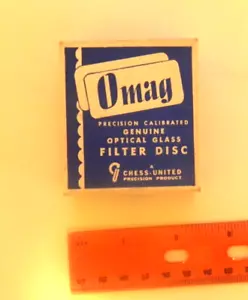 Omag
PRECISION CALIBRATED
GENUINE
OPTICAL GLASS
FILTER DISC
A
CHESS-UNITED
PRECISION PRODUCT